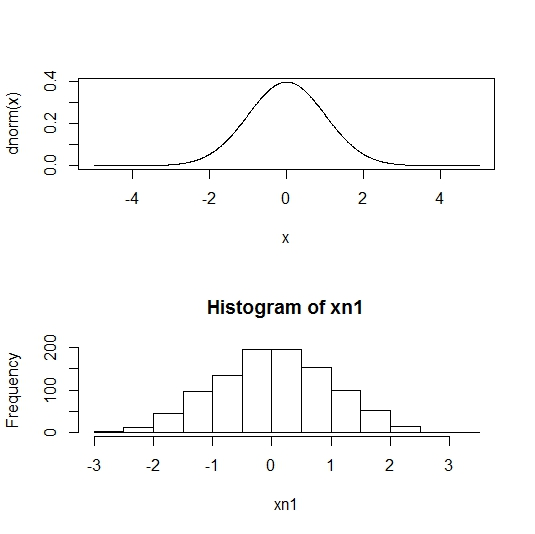 dnorm(x)
0.4
0.2
0.0
-4 -2 0 2 4
x
Histogram of xn1
Frequency
200
100
0
-3 -2 -1 0 1 2 3
xn1